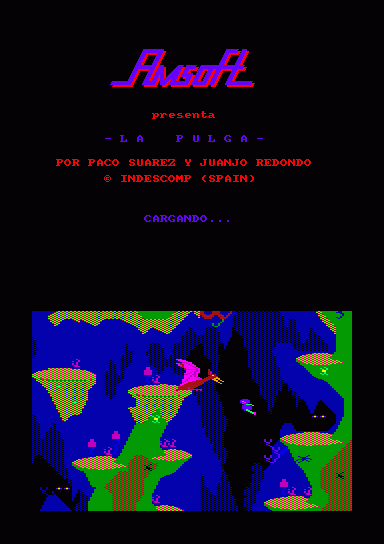 AMSOFT
presenta
- L A   P U L G A -
POR PACO SUAREZ Y JUANJO REDONDO
© INDESCOMP (SPAIN)
CARGANDO...